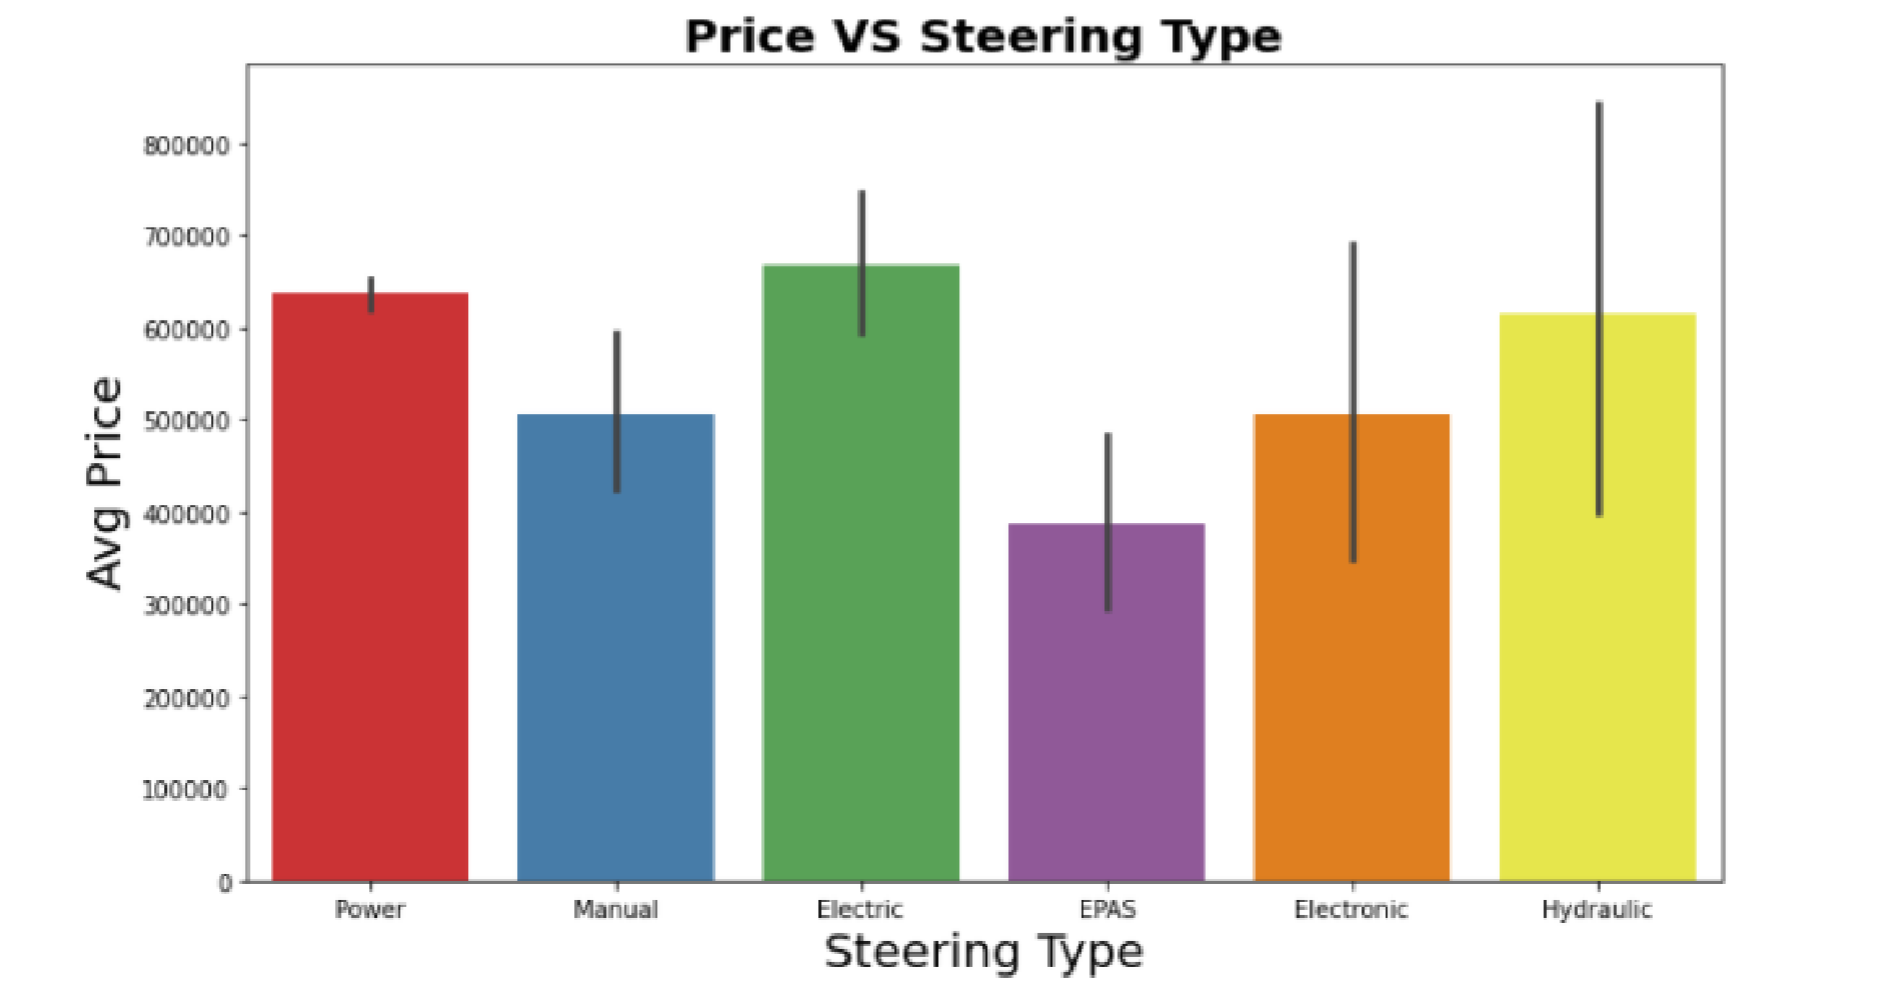 Price VS Steering Type
Avg Price
800000
700000
600000
500000
400000
300000
200000
100000
0
Power Manual Electric EPAS Electronic Hydraulic
Steering Type